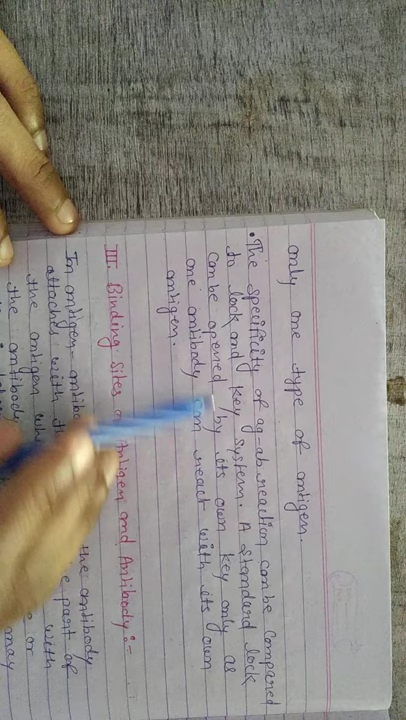 only one type of antigen.
• The specificity of ag-ab reaction can be compared
to lock and key system. A standard lock
can be opened by its own key only as
one antibody can react with its own
antigen.
III. Binding Sites on Antigen and Antibody :-
In antigen- the antibody
attaches with part of
the antigen with
the antibody or
may